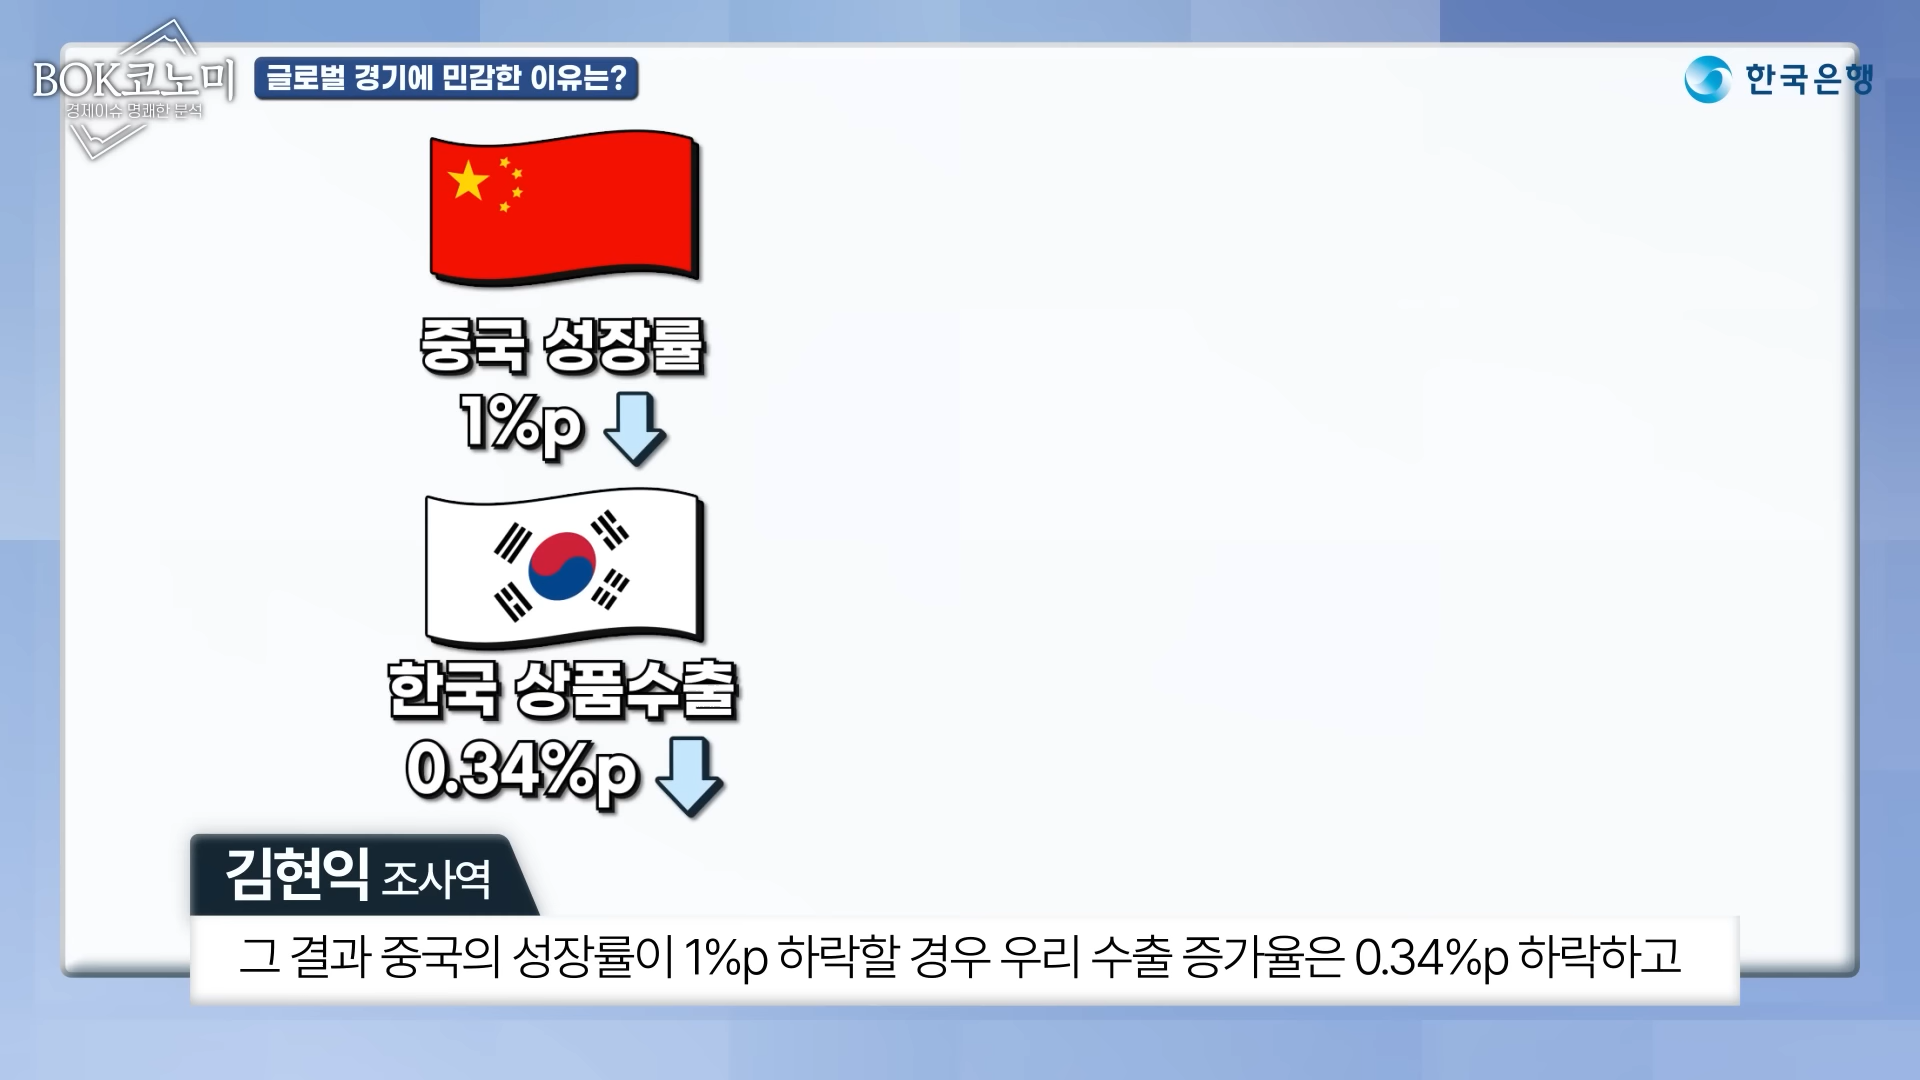 BOK코노미
경제이슈 명쾌한 분석
글로벌 경기에 민감한 이유는?
한국은행
중국 성장률
1%p
한국 상품수출
0.34%p
김현익 조사역
그 결과 중국의 성장률이 1%p 하락할 경우 우리 수출 증가율은 0.34%p 하락하고